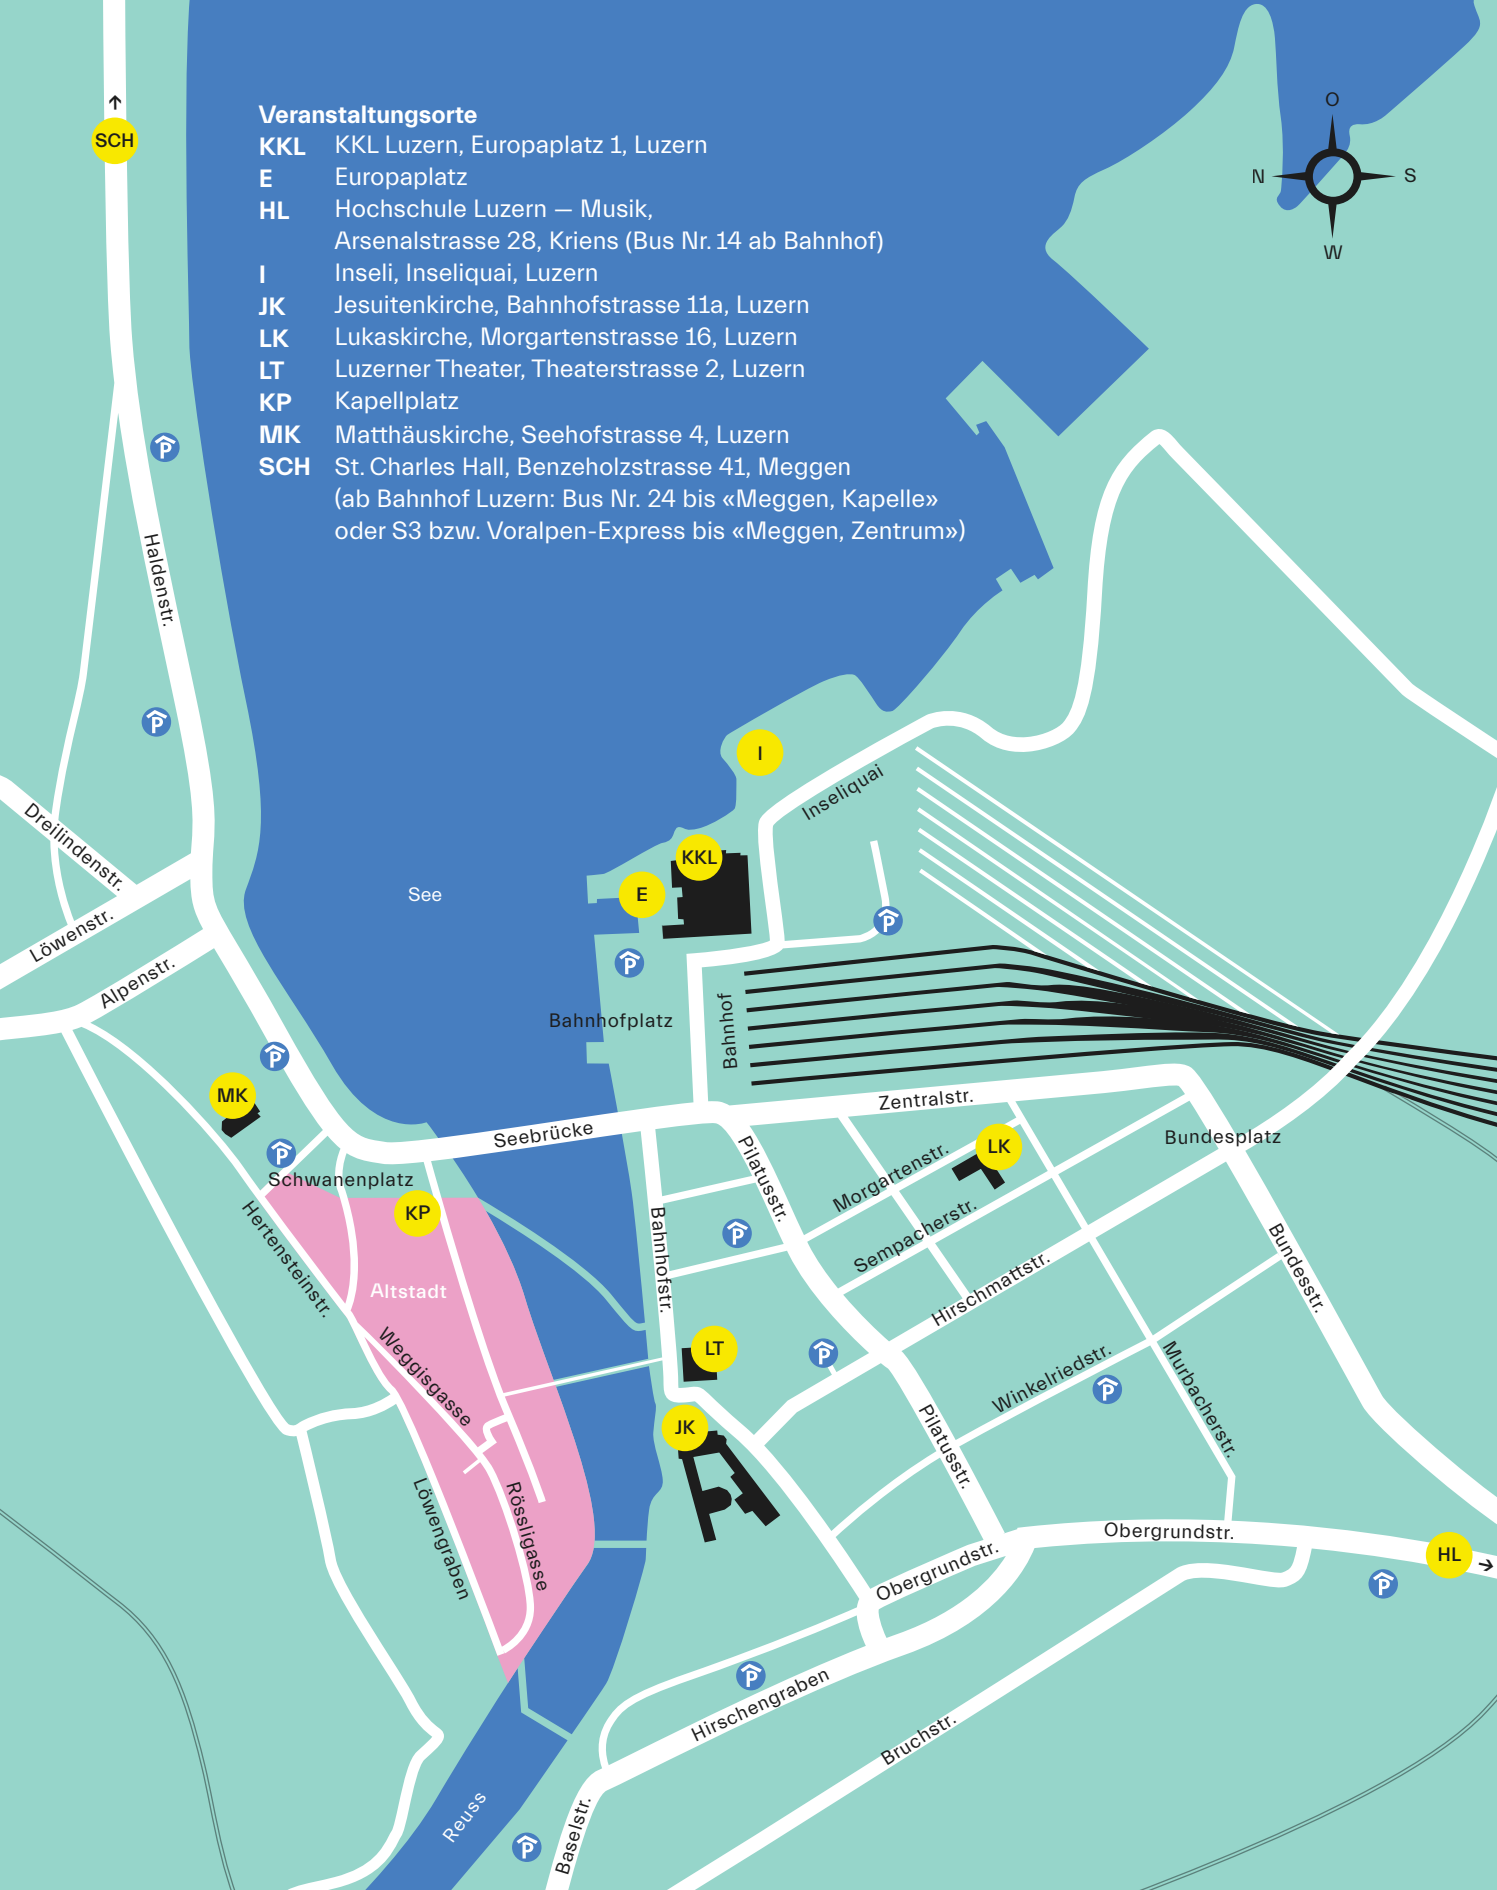 Veranstaltungsorte
KKL KKL Luzern, Europaplatz 1, Luzern
E Europaplatz
HL Hochschule Luzern — Musik,
Arsenalstrasse 28, Kriens (Bus Nr. 14 ab Bahnhof)
I Inseli, Inseliquai, Luzern
JK Jesuitenkirche, Bahnhofstrasse 11a, Luzern
LK Lukaskirche, Morgartenstrasse 16, Luzern
LT Luzerner Theater, Theaterstrasse 2, Luzern
KP Kapellplatz
MK Matthäuskirche, Seehofstrasse 4, Luzern
SCH St. Charles Hall, Benzeholzstrasse 41, Meggen
(ab Bahnhof Luzern: Bus Nr. 24 bis «Meggen, Kapelle»
oder S3 bzw. Voralpen-Express bis «Meggen, Zentrum»)
O
N
S
W
↑
SCH
P
Haldenstr.
P
I
Inseliquai
Dreilindenstr.
KKL
E
See
P
Löwenstr.
P
Alpenstr.
Bahnhofplatz
Bahnhof
P
MK
Zentralstr.
Seebrücke
P
Schwanenplatz
Pilatusstr.
LK
Bundesplatz
Morgartenstr.
KP
P
Sempacherstr.
Hertensteinstr.
Bahnhofstr.
Bundesstr.
Altstadt
Hirschmattstr.
LT
P
Weggisgasse
Winkelriedstr.
P
Murbacherstr.
JK
Pilatusstr.
Löwengraben
Rössligasse
Obergrundstr.
HL →
P
Obergrundstr.
P
Hirschengraben
Bruchstr.
Reuss
P
Baselstr.